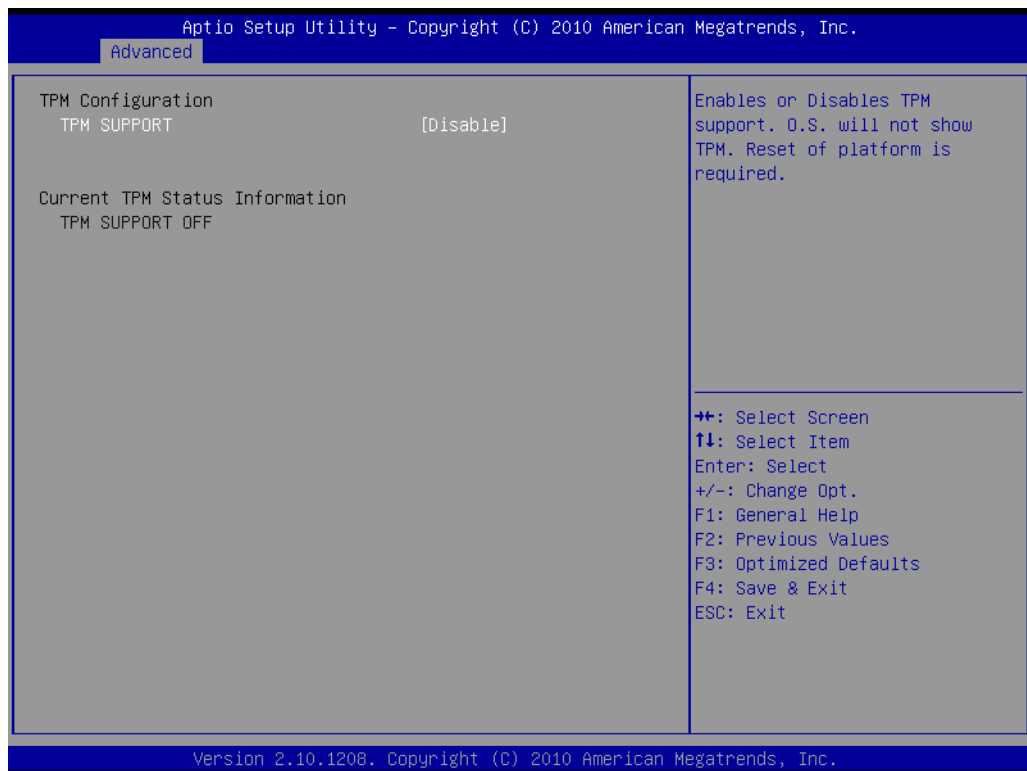 Aptio Setup Utility – Copyright (C) 2010 American Megatrends, Inc.
Advanced
TPM Configuration
TPM SUPPORT [Disable]
Current TPM Status Information
TPM SUPPORT OFF
Enables or Disables TPM
support. O.S. will not show
TPM. Reset of platform is
required.
→←: Select Screen
↑↓: Select Item
Enter: Select
+/-: Change Opt.
F1: General Help
F2: Previous Values
F3: Optimized Defaults
F4: Save & Exit
ESC: Exit
Version 2.10.1208. Copyright (C) 2010 American Megatrends, Inc.